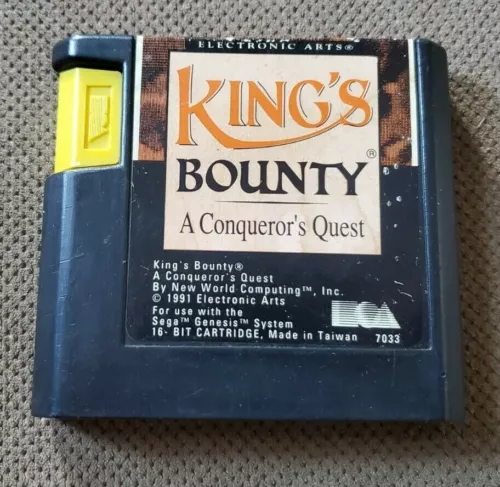 ELECTRONIC ARTS®
KING'S
BOUNTY®
A Conqueror's Quest
King's Bounty®
A Conqueror's Quest
By New World Computing™, Inc.
© 1991 Electronic Arts
For use with the
Sega™ Genesis™ System
16- BIT CARTRIDGE, Made in Taiwan 7033